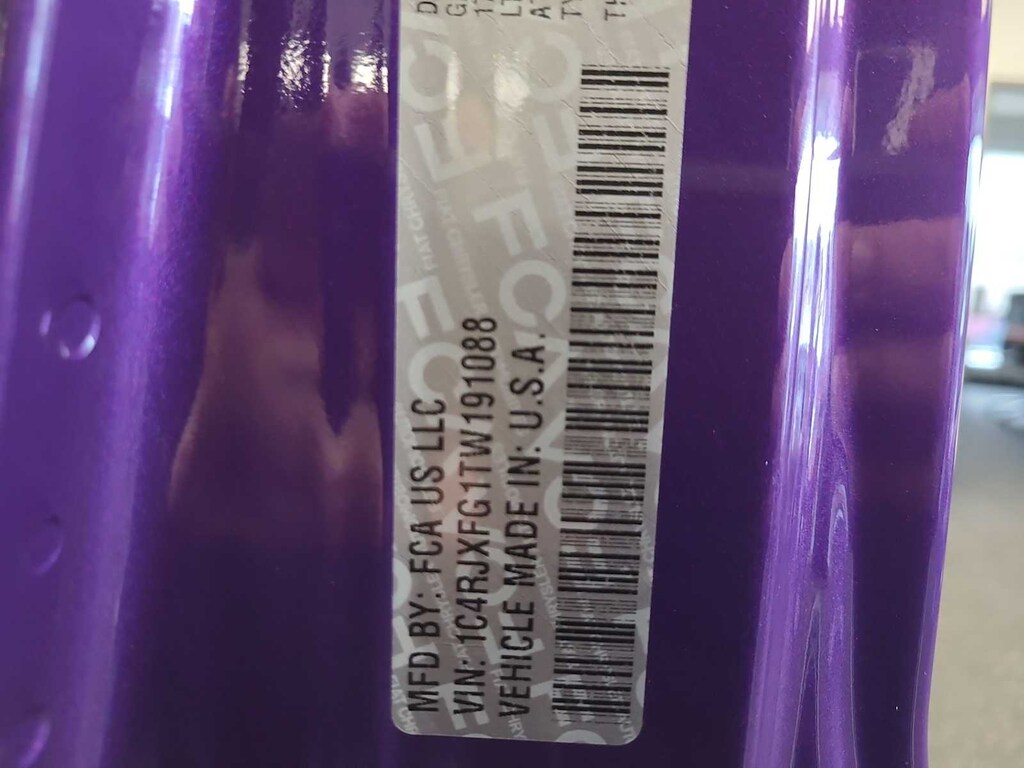 MFD BY: FCA US LLC
VIN: 1C4RJXFG1TW191088
VEHICLE MADE IN: U.S.A.